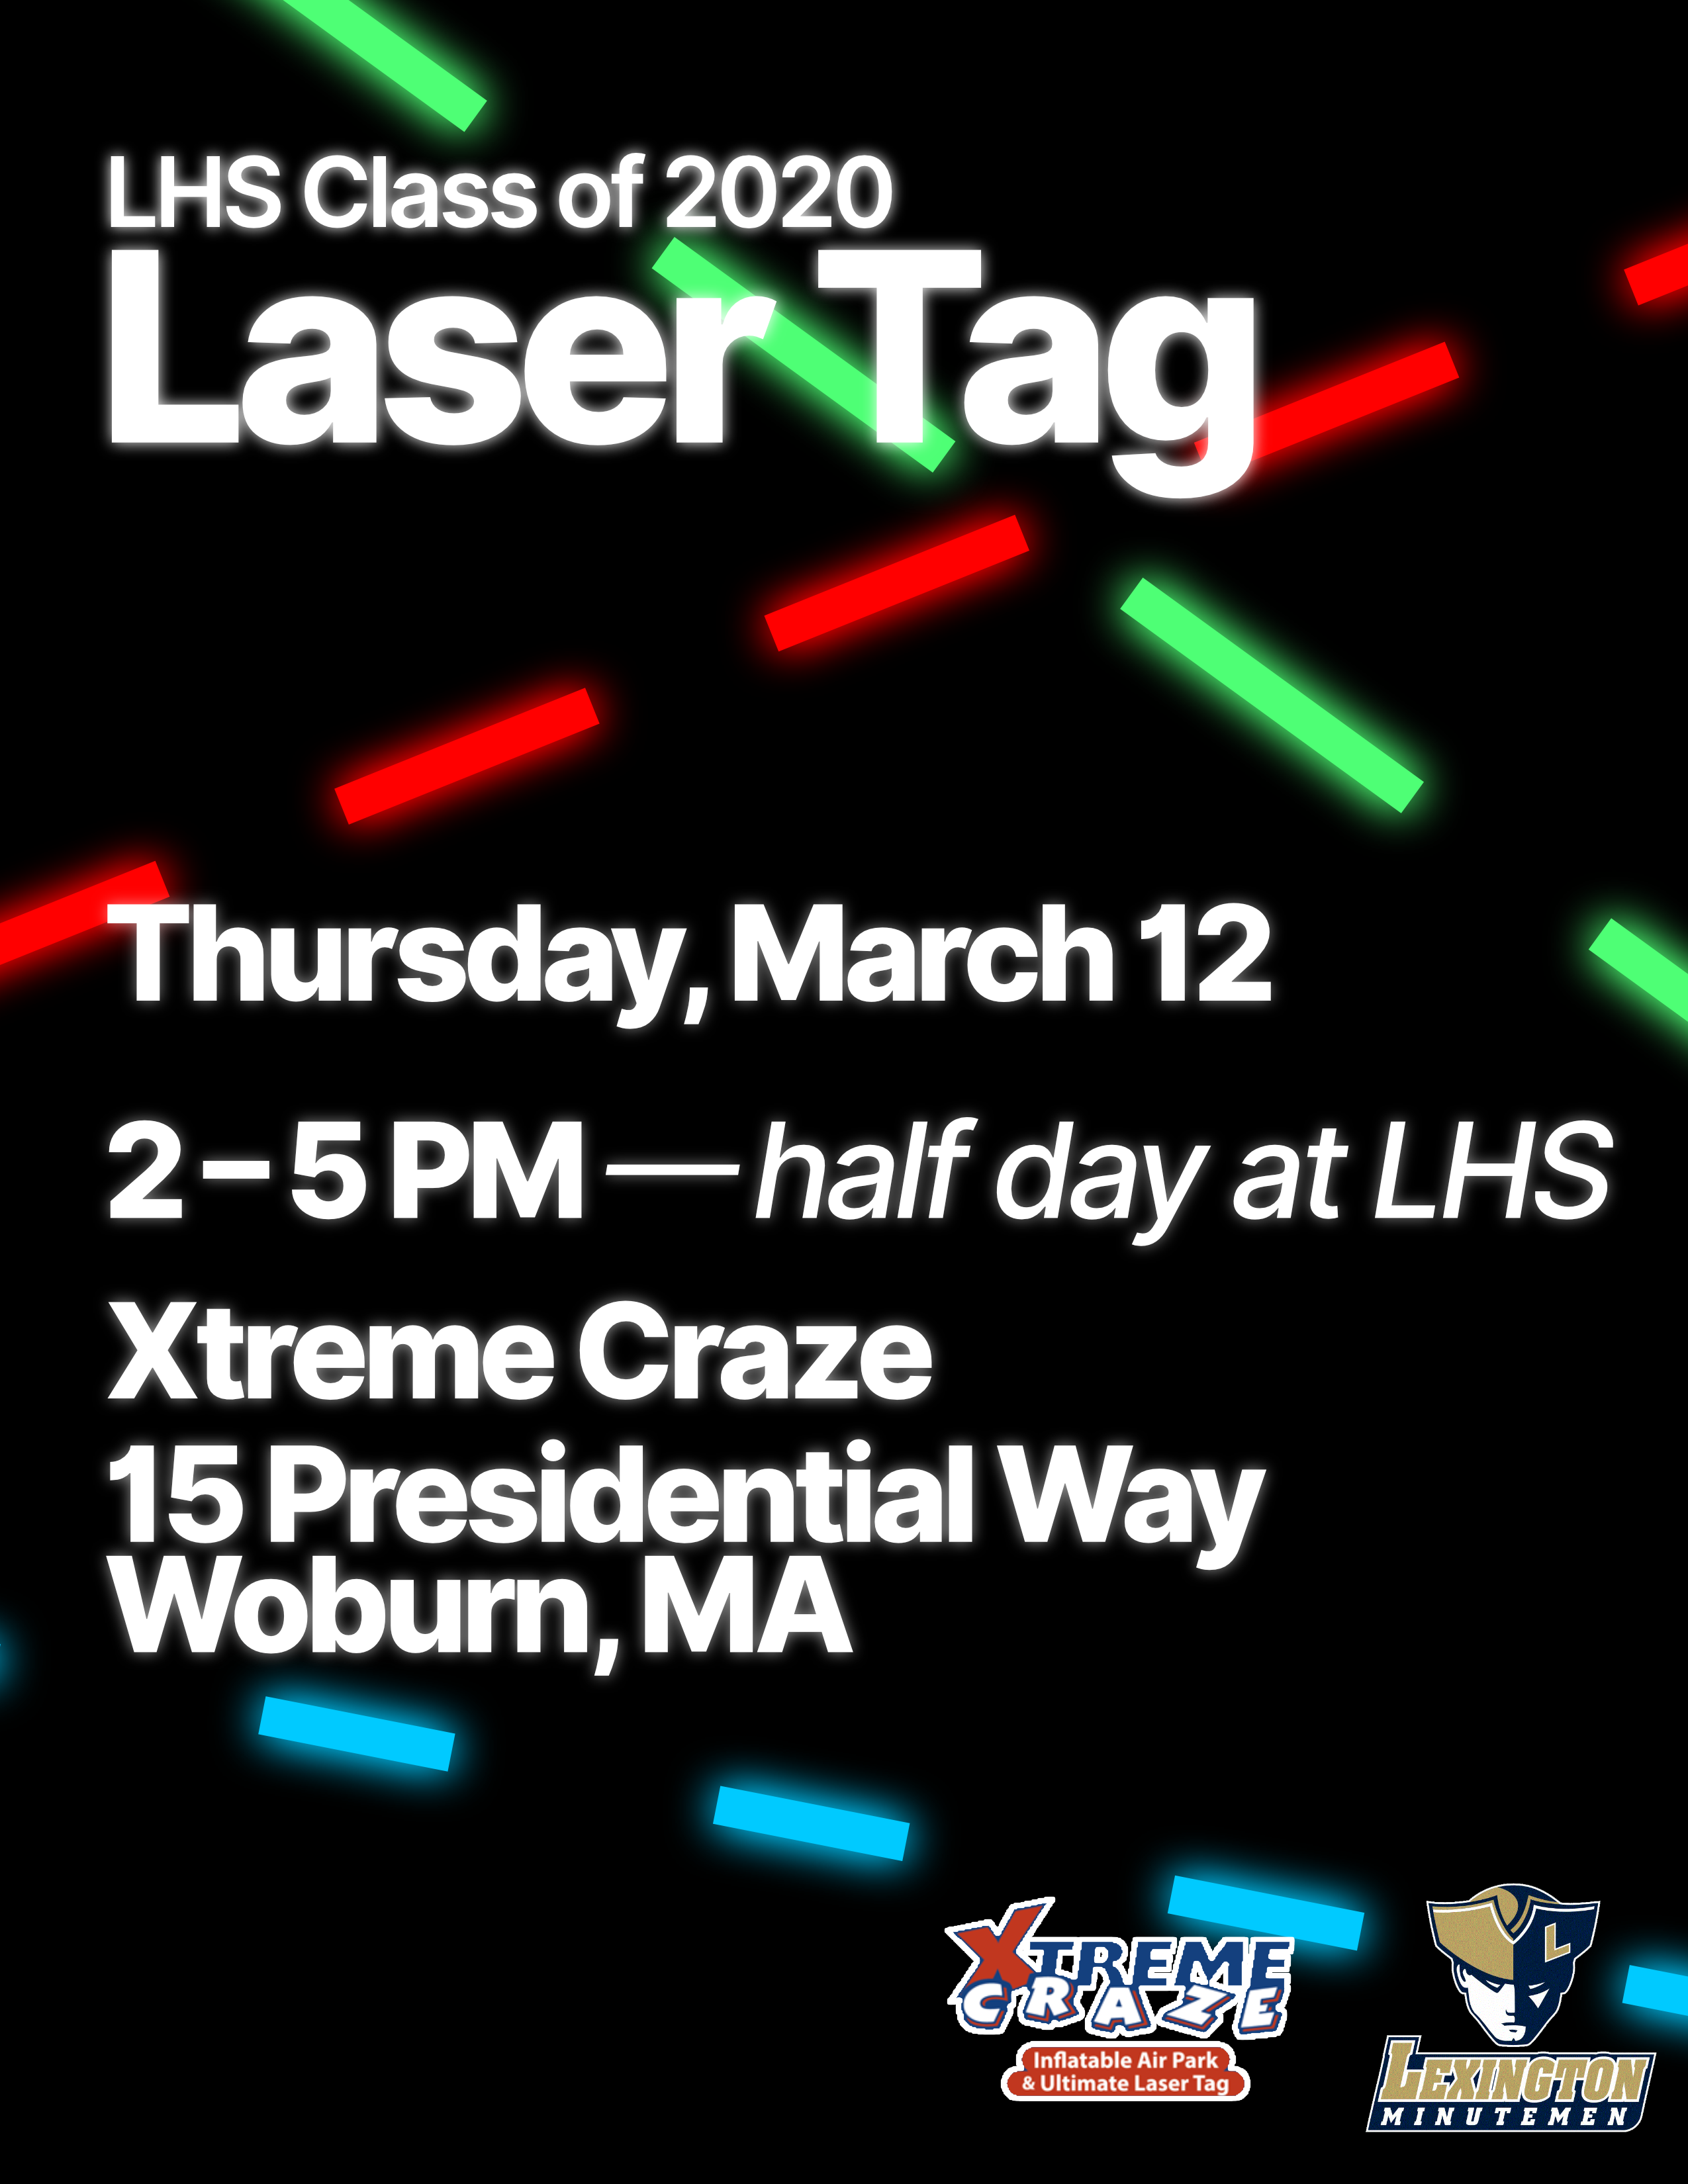 LHS Class of 2020
Laser Tag
Thursday, March 12
2 – 5 PM — half day at LHS
Xtreme Craze
15 Presidential Way
Woburn, MA
XTREME
CRAZE
Inflatable Air Park
& Ultimate Laser Tag
L
LEXINGTON
MINUTEMEN